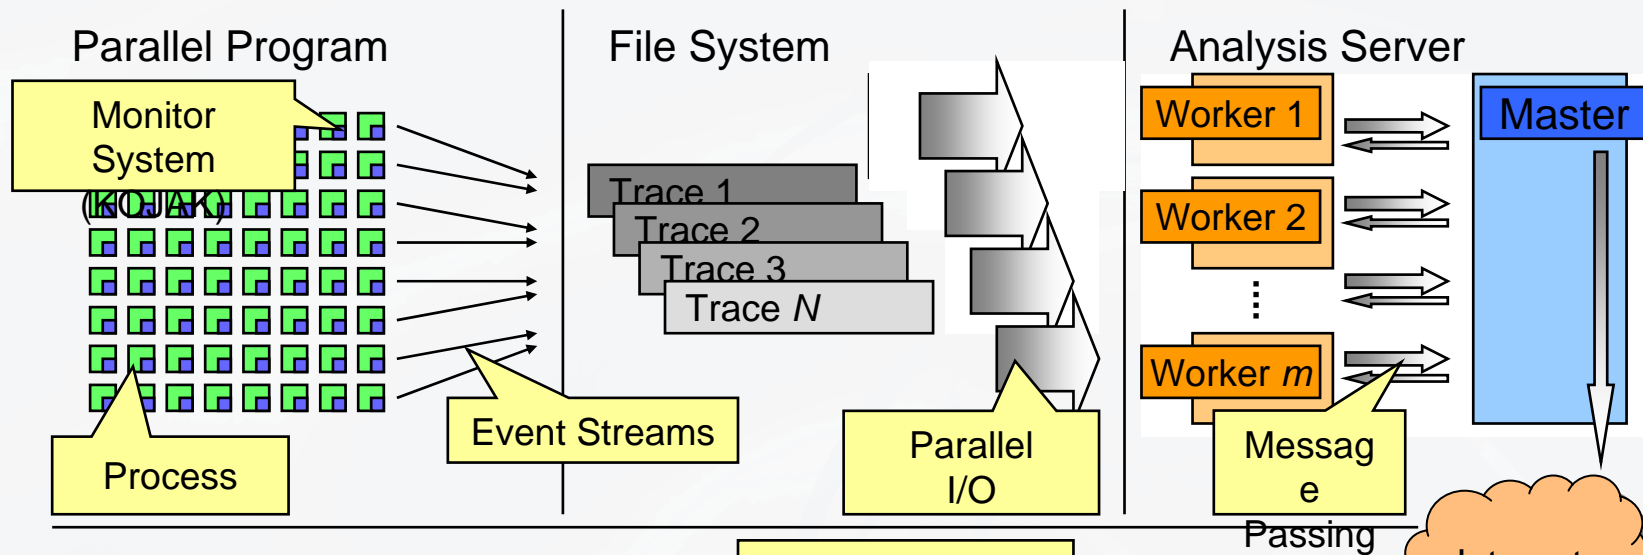 Parallel Program
File System
Analysis Server
Monitor
System
(KOJAK)
Trace 1
Trace 2
Trace 3
Trace N
Worker 1
Worker 2
Worker m
Master
Process
Event Streams
Parallel
I/O
Messag
e
Passing